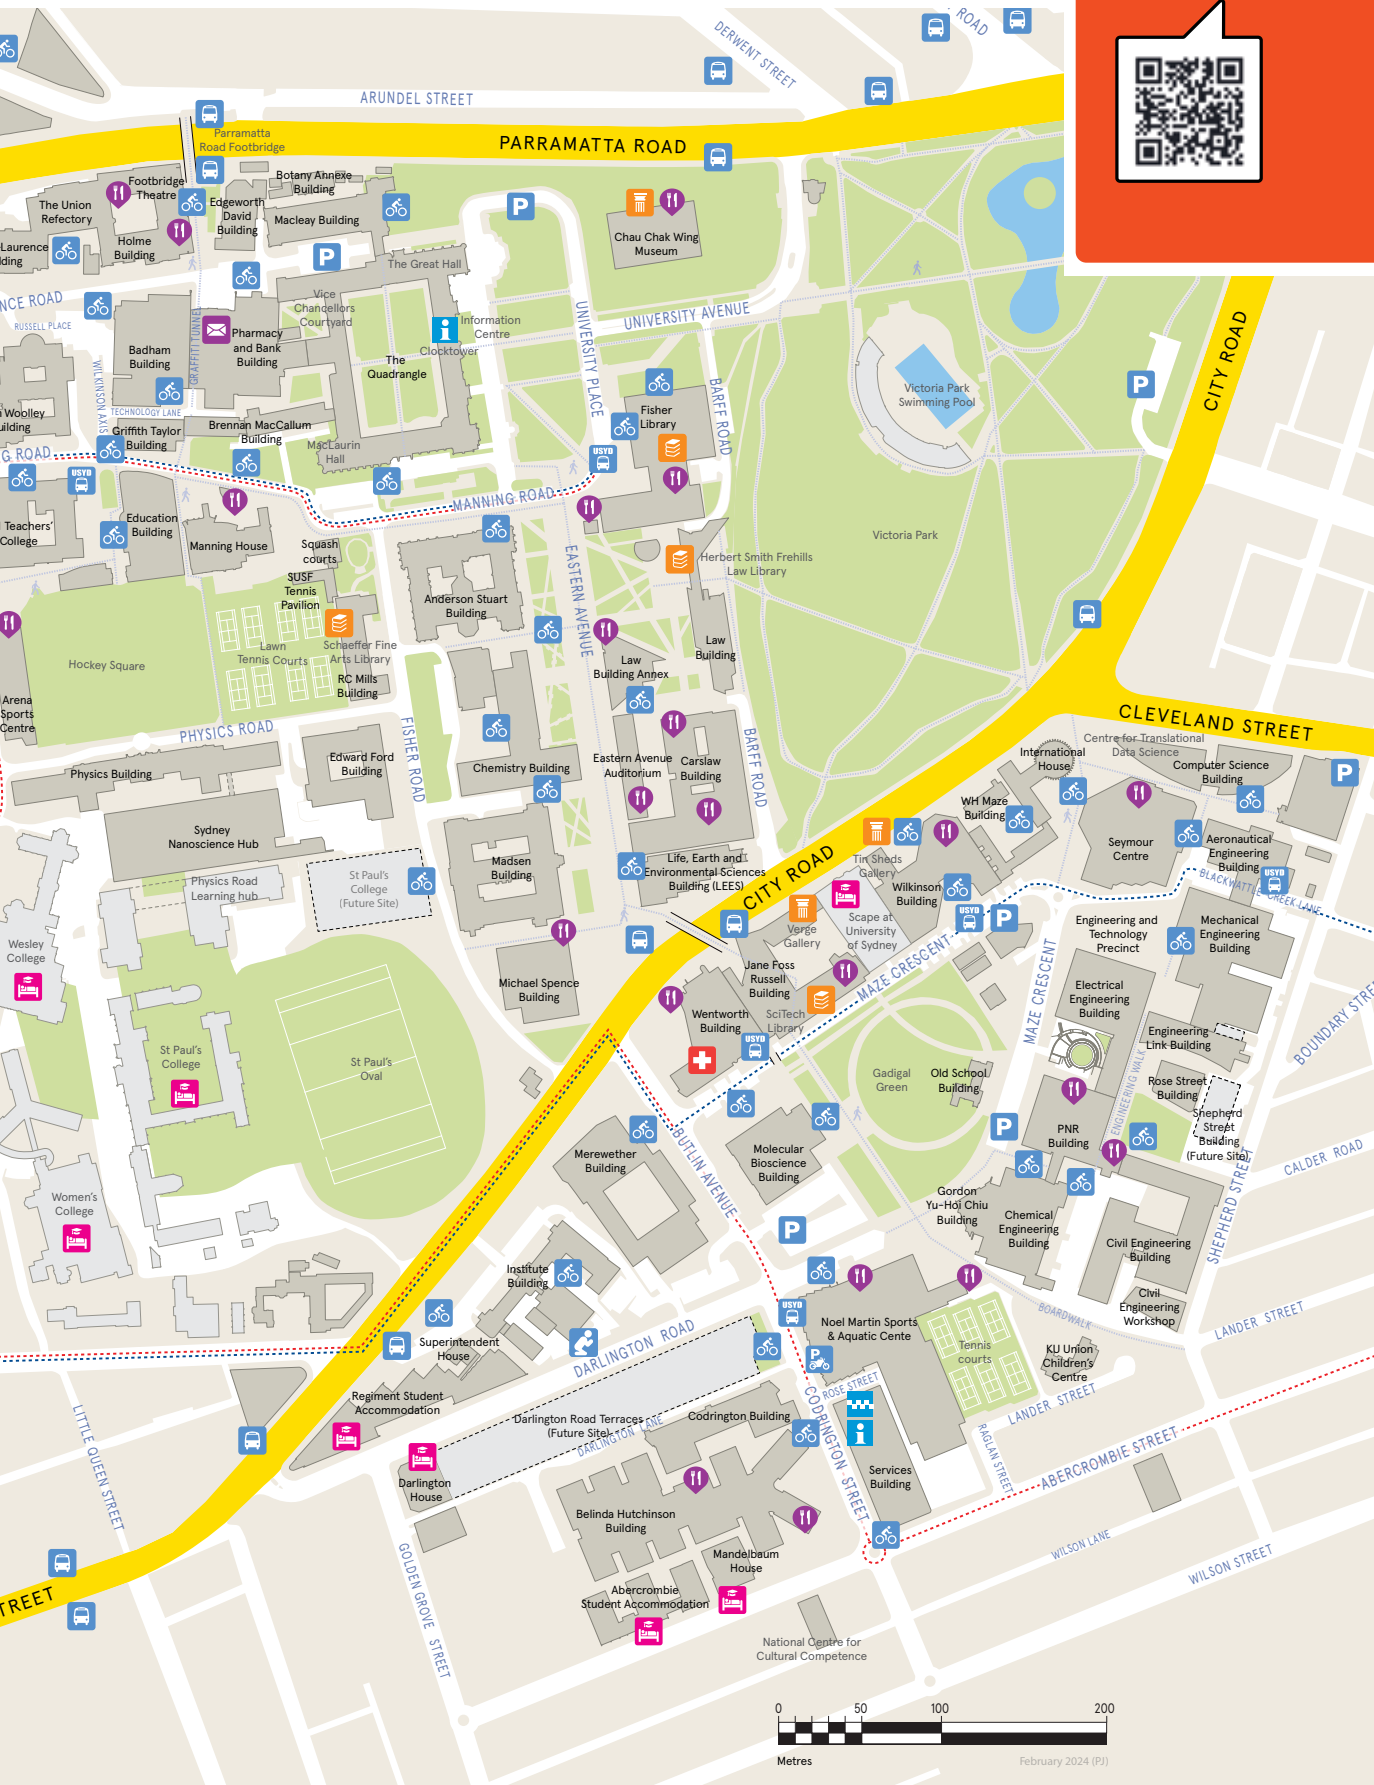 ROAD
DERWENT STREET
ARUNDEL STREET
PARRAMATTA ROAD
Parramatta
Road Footbridge
Footbridge
Theatre
The Union
Refectory
Holme
Building
Laurence
lding
Edgeworth
David
Building
Botany Annexe
Building
Macleay Building
P
P
Chau Chak Wing
Museum
The Great Hall
Vice
Chancellors
Courtyard
Information
Centre
i
Clocktower
The
Quadrangle
UNIVERSITY PLACE
UNIVERSITY AVENUE
BARFF ROAD
NCE ROAD
RUSSELL PLACE
Badham
Building
GRAFFITI TUNNEL
Pharmacy
and Bank
Building
WILKINSON AXIS
TECHNOLOGY LANE
Woolley
uilding
Griffith Taylor
Building
Brennan MacCallum
Building
MacLaurin
Hall
G ROAD
USYD
Fisher
Library
USYD
MANNING ROAD
Victoria Park
Swimming Pool
P
CITY ROAD
Teachers'
College
Education
Building
Manning House
Squash
courts
SUSF
Tennis
Pavilion
Anderson Stuart
Building
EASTERN AVENUE
Herbert Smith Frehills
Law Library
Victoria Park
Hockey Square
Lawn
Tennis Courts
Schaeffer Fine
Arts Library
RC Mills
Building
Law
Building
Law
Building Annex
Arena
Sports
Centre
PHYSICS ROAD
FISHER ROAD
Physics Building
Edward Ford
Building
Chemistry Building
Eastern Avenue
Auditorium
Carslaw
Building
BARFF ROAD
CLEVELAND STREET
Centre for Translational
Data Science
International
House
Computer Science
Building
P
WH Maze
Building
Seymour
Centre
Aeronautical
Engineering
Building
USYD
BLACKWATTLE CREEK LANE
Sydney
Nanoscience Hub
Physics Road
Learning hub
St Paul's
College
(Future Site)
Madsen
Building
Life, Earth and
Environmental Sciences
Building (LEES)
CITY ROAD
Tin Sheds
Gallery
Wilkinson
Building
USYD
P
Verge
Gallery
Scape at
University
of Sydney
Engineering and
Technology
Precinct
Mechanical
Engineering
Building
Wesley
College
Michael Spence
Building
Jane Foss
Russell
Building
MAZE CRESCENT
MAZE CRESCENT
Electrical
Engineering
Building
Wentworth
Building
SciTech
Library
USYD
Engineering
Link Building
BOUNDARY STRE
St Paul's
College
St Paul's
Oval
Gadigal
Green
Old School
Building
ENGINEERING WALK
Rose Street
Building
Shepherd
Street
Building
(Future Site)
P
PNR
Building
BUTLIN AVENUE
Merewether
Building
Molecular
Bioscience
Building
CALDER ROAD
Women's
College
Gordon
Yu-Hoi Chiu
Building
Chemical
Engineering
Building
Civil Engineering
Building
SHEPHERD STREET
P
Institute
Building
USYD
Noel Martin Sports
& Aquatic Cente
P
BOARDWALK
Civil
Engineering
Workshop
LANDER STREET
Superintendent
House
DARLINGTON ROAD
Tennis
courts
KU Union
Children's
Centre
ROSE STREET
LANDER STREET
Regiment Student
Accommodation
Darlington Road Terraces
(Future Site)
DARLINGTON LANE
Codrington Building
CODRINGTON STREET
i
RAGLAN STREET
ABERCROMBIE STREET
LITTLE QUEEN STREET
Darlington
House
Services
Building
Belinda Hutchinson
Building
GOLDEN GROVE STREET
Mandelbaum
House
WILSON LANE
WILSON STREET
TREET
Abercrombie
Student Accommodation
National Centre for
Cultural Competence
0 50 100 200
Metres
February 2024 (PJ)